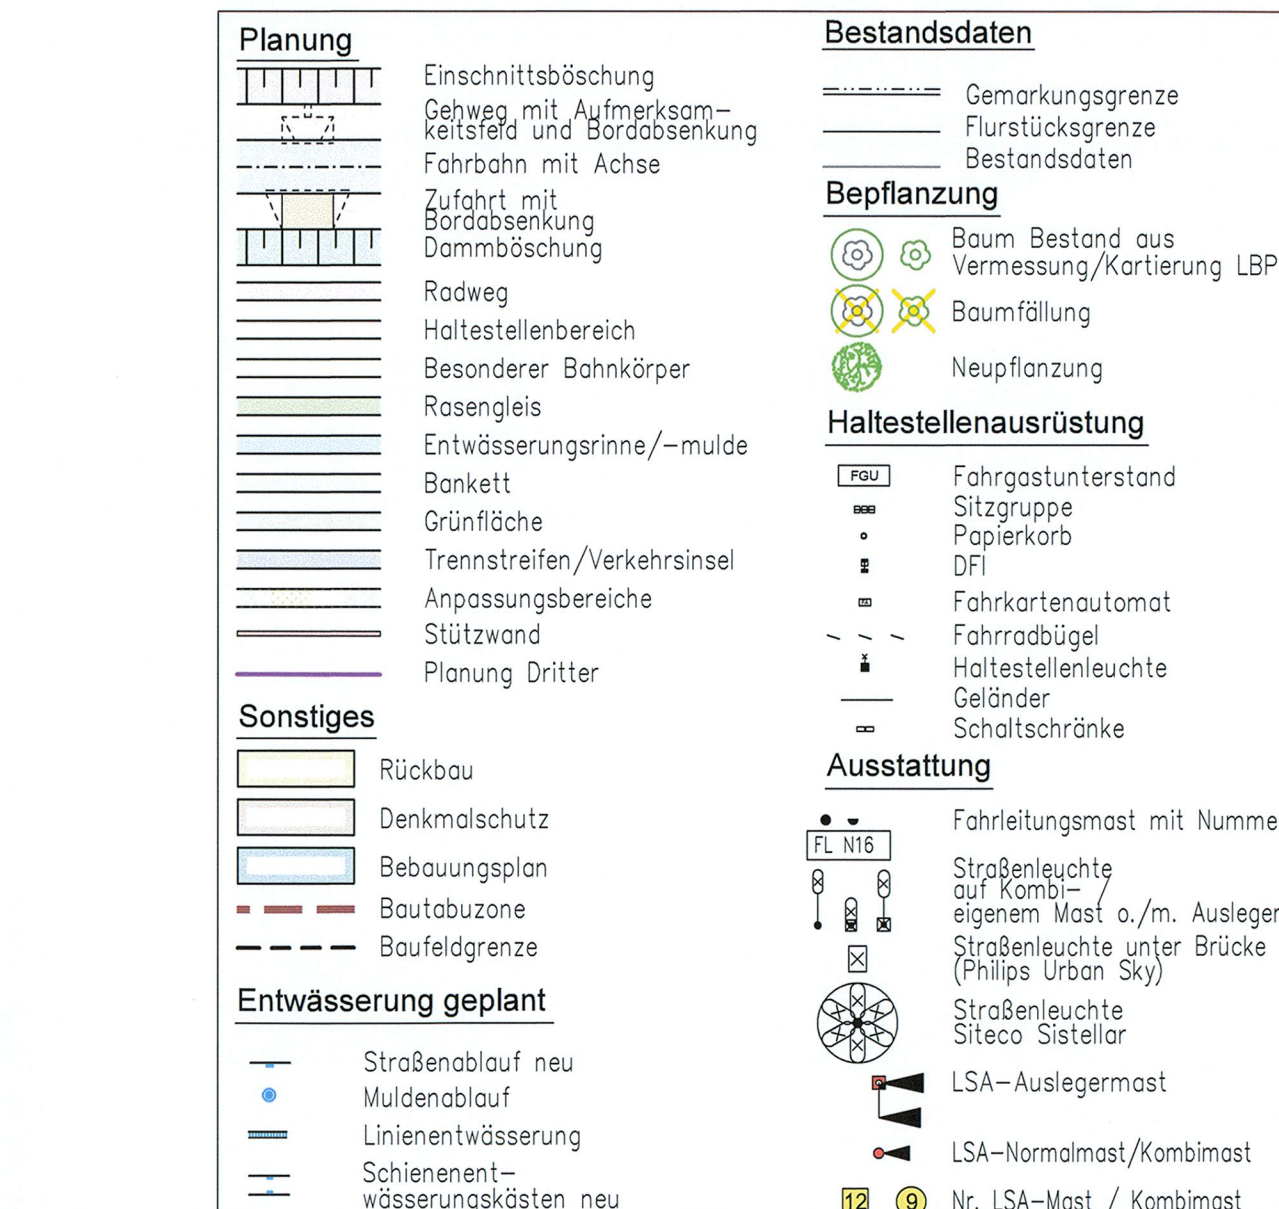 Planung
Einschnittsböschung
Gehweg mit Aufmerksam-
keitsfeld und Bordabsenkung
Fahrbahn mit Achse
Zufahrt mit
Bordabsenkung
Dammböschung
Radweg
Haltestellenbereich
Besonderer Bahnkörper
Rasengleis
Entwässerungsrinne/-mulde
Bankett
Grünfläche
Trennstreifen/Verkehrsinsel
Anpassungsbereiche
Stützwand
Planung Dritter
Sonstiges
Rückbau
Denkmalschutz
Bebauungsplan
Bautabuzone
Baufeldgrenze
Entwässerung geplant
Straßenablauf neu
Muldenablauf
Linienentwässerung
Schienenent-
wässerungskästen neu
Bestandsdaten
Gemarkungsgrenze
Flurstücksgrenze
Bestandsdaten
Bepflanzung
Baum Bestand aus
Vermessung/Kartierung LBP
Baumfällung
Neupflanzung
Haltestellenausrüstung
FGU Fahrgastunterstand
Sitzgruppe
Papierkorb
DFI
FA Fahrkartenautomat
Fahrradbügel
Haltestellenleuchte
Geländer
Schaltschränke
Ausstattung
Fahrleitungsmast mit Numme
FL N16
Straßenleuchte
auf Kombi- /
eigenem Mast o./m. Ausleger
Straßenleuchte unter Brücke
(Philips Urban Sky)
Straßenleuchte
Siteco Sistellar
LSA-Auslegermast
LSA-Normalmast/Kombimast
12 9 Nr. LSA-Mast / Kombimast